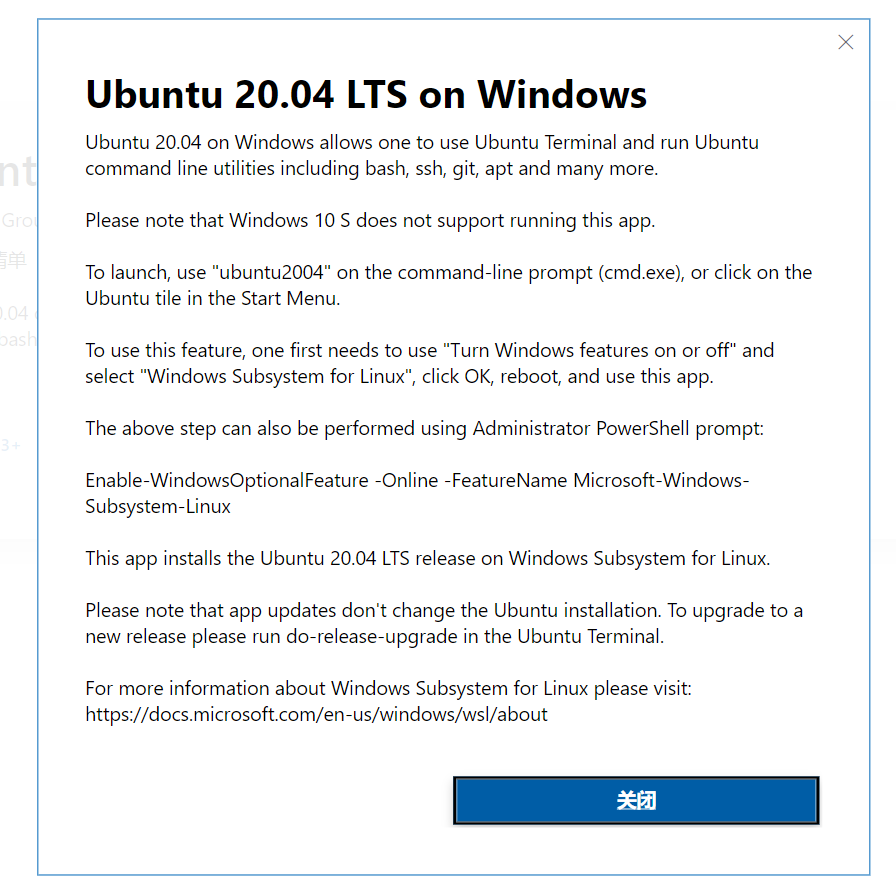 Ubuntu 20.04 LTS on Windows
Ubuntu 20.04 on Windows allows one to use Ubuntu Terminal and run Ubuntu
command line utilities including bash, ssh, git, apt and many more.
Please note that Windows 10 S does not support running this app.
To launch, use "ubuntu2004" on the command-line prompt (cmd.exe), or click on the
Ubuntu tile in the Start Menu.
To use this feature, one first needs to use "Turn Windows features on or off" and
select "Windows Subsystem for Linux", click OK, reboot, and use this app.
The above step can also be performed using Administrator PowerShell prompt:
Enable-WindowsOptionalFeature -Online -FeatureName Microsoft-Windows-
Subsystem-Linux
This app installs the Ubuntu 20.04 LTS release on Windows Subsystem for Linux.
Please note that app updates don't change the Ubuntu installation. To upgrade to a
new release please run do-release-upgrade in the Ubuntu Terminal.
For more information about Windows Subsystem for Linux please visit:
https://docs.microsoft.com/en-us/windows/wsl/about
关闭
nt
Grou
清单
0.04
bash
3+